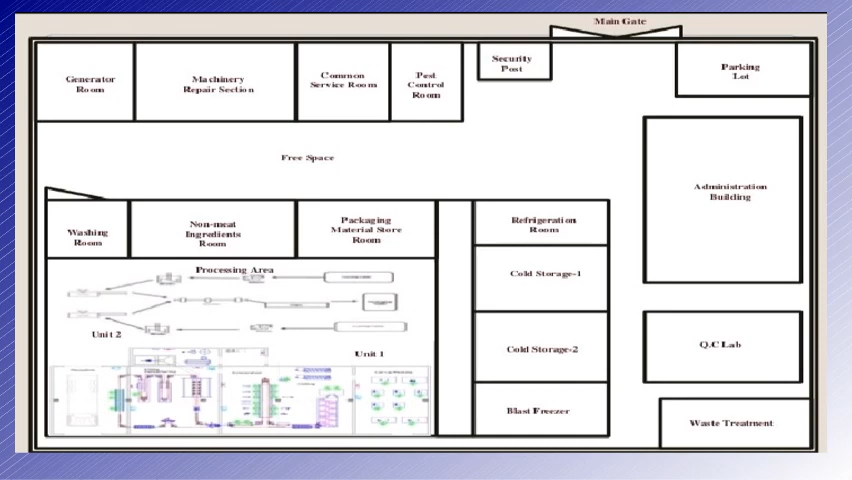 Main Gate
Generator
Room
Machinery
Repair Section
Common
Service Room
Pest
Control
Room
Security
Post
Parking
Lot
Free Space
Administration
Building
Washing
Room
Non-meat
Ingredients
Room
Packaging
Material Store
Room
Refrigeration
Room
Processing Area
Cold Storage-1
Unit 2
Unit 1
Cold Storage-2
Q.C Lab
Blast Freezer
Waste Treatment